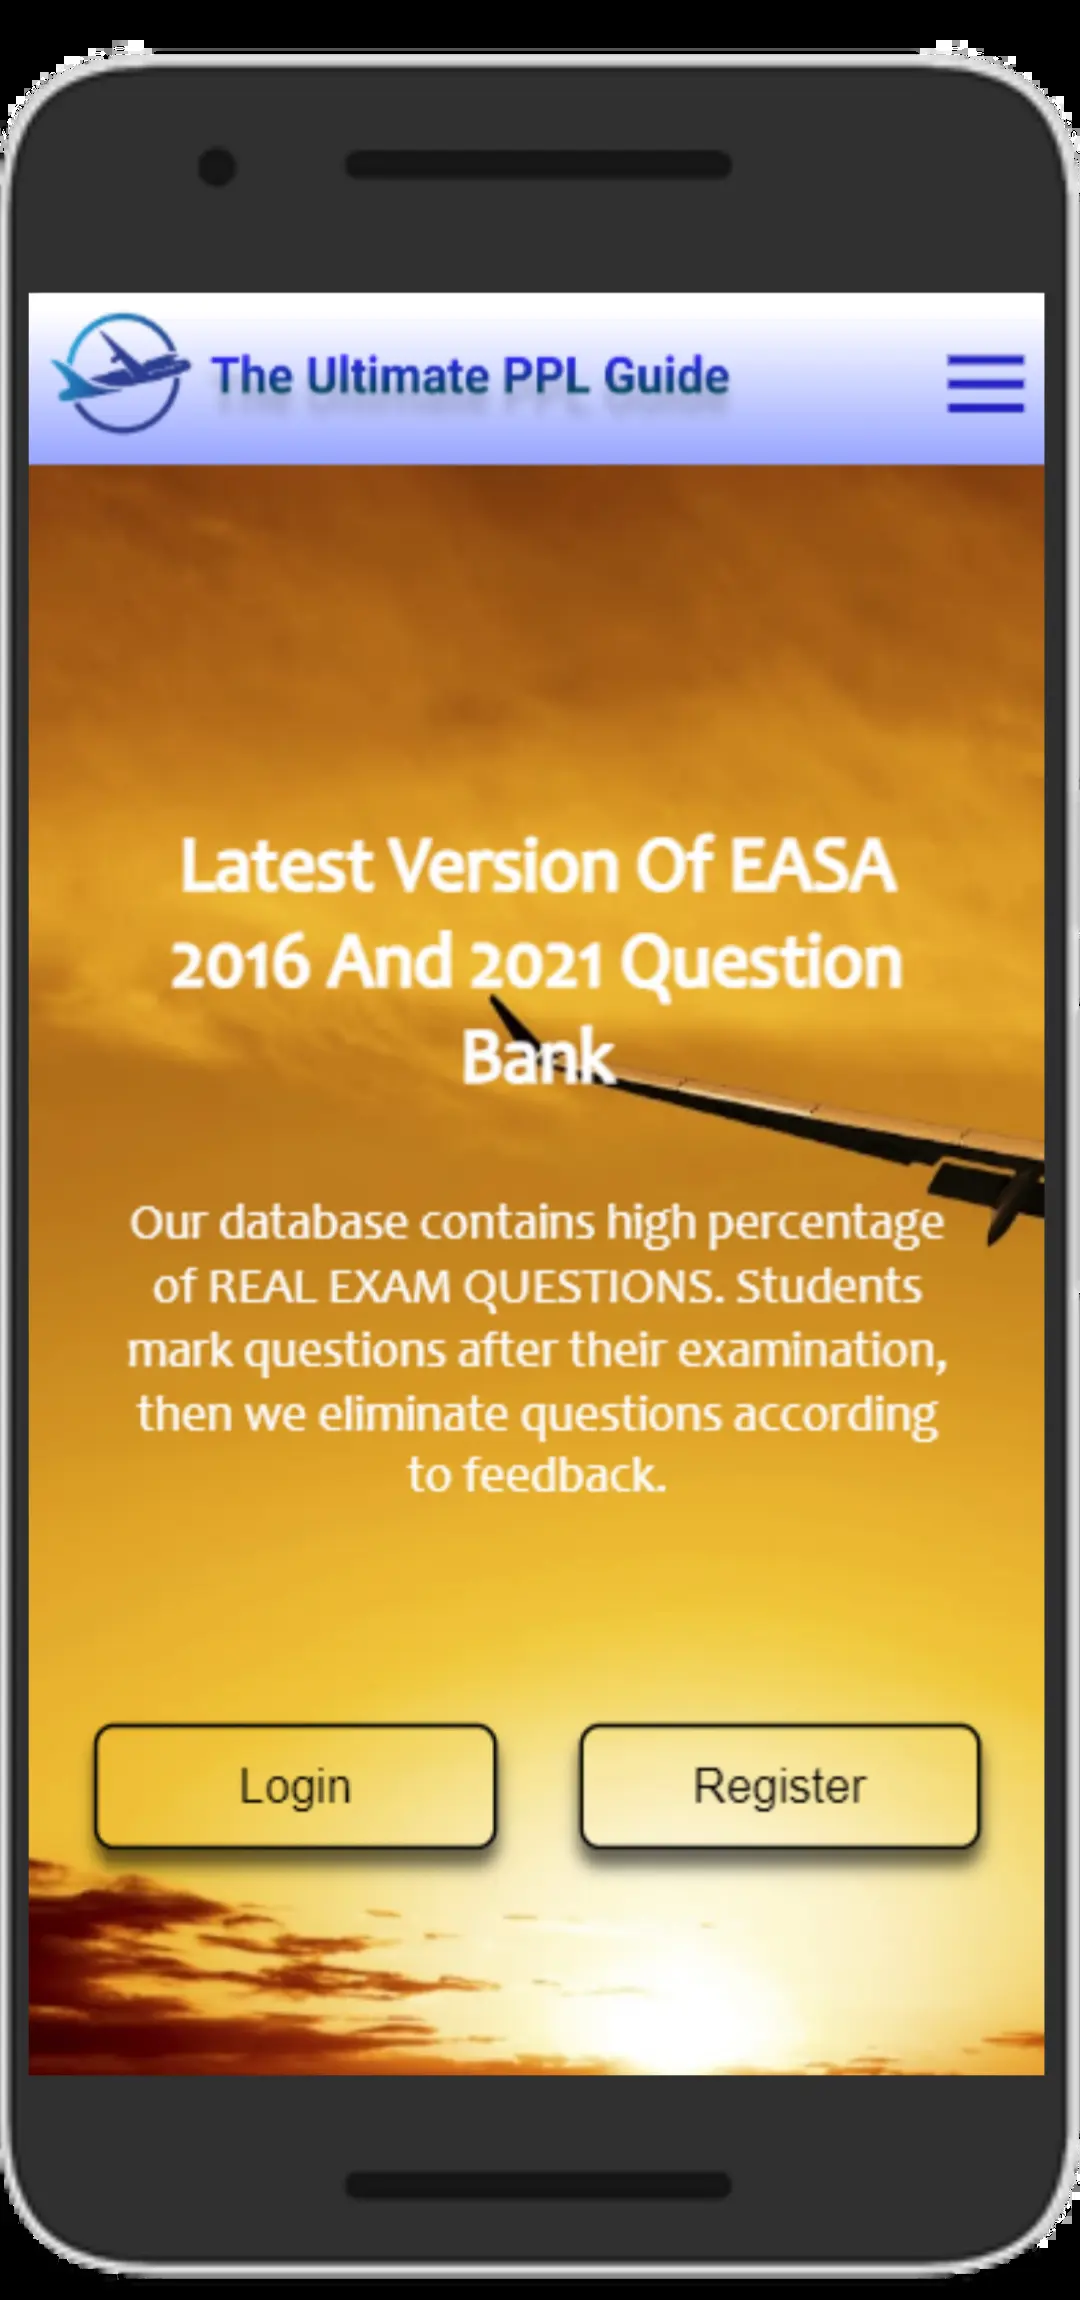 The Ultimate PPL Guide
Latest Version Of EASA
2016 And 2021 Question
Bank
Our database contains high percentage
of REAL EXAM QUESTIONS. Students
mark questions after their examination,
then we eliminate questions according
to feedback.
Login
Register